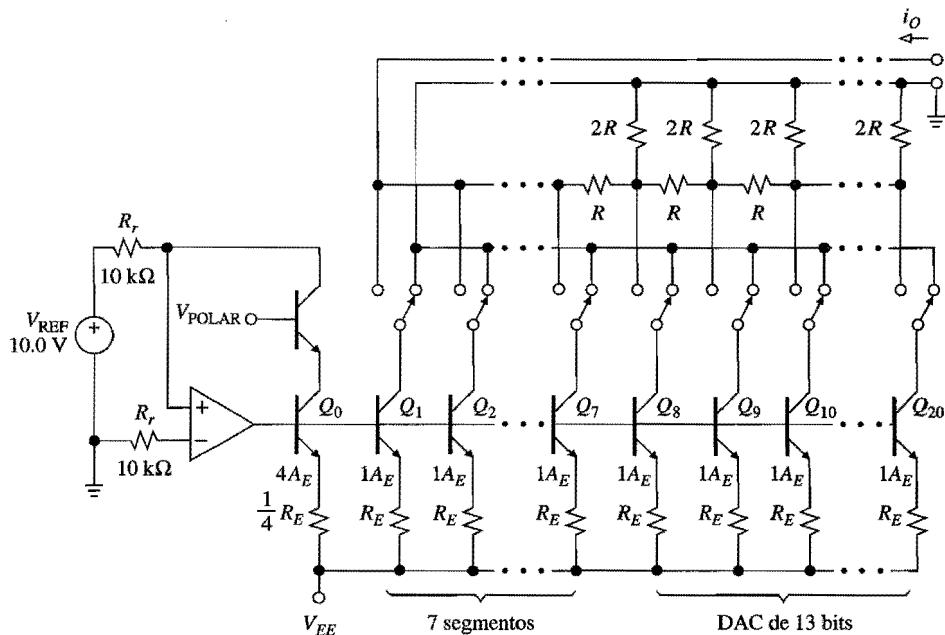 i_O
2R 2R 2R 2R
R R R
R_r
10 kΩ
V_POLAR
V_REF
10.0 V
+
R_r
10 kΩ
+
−
Q_0 Q_1 Q_2 Q_7 Q_8 Q_9 Q_10 Q_20
4A_E 1A_E 1A_E 1A_E 1A_E 1A_E 1A_E 1A_E
1/4 R_E R_E R_E R_E R_E R_E R_E R_E
V_EE
7 segmentos
DAC de 13 bits